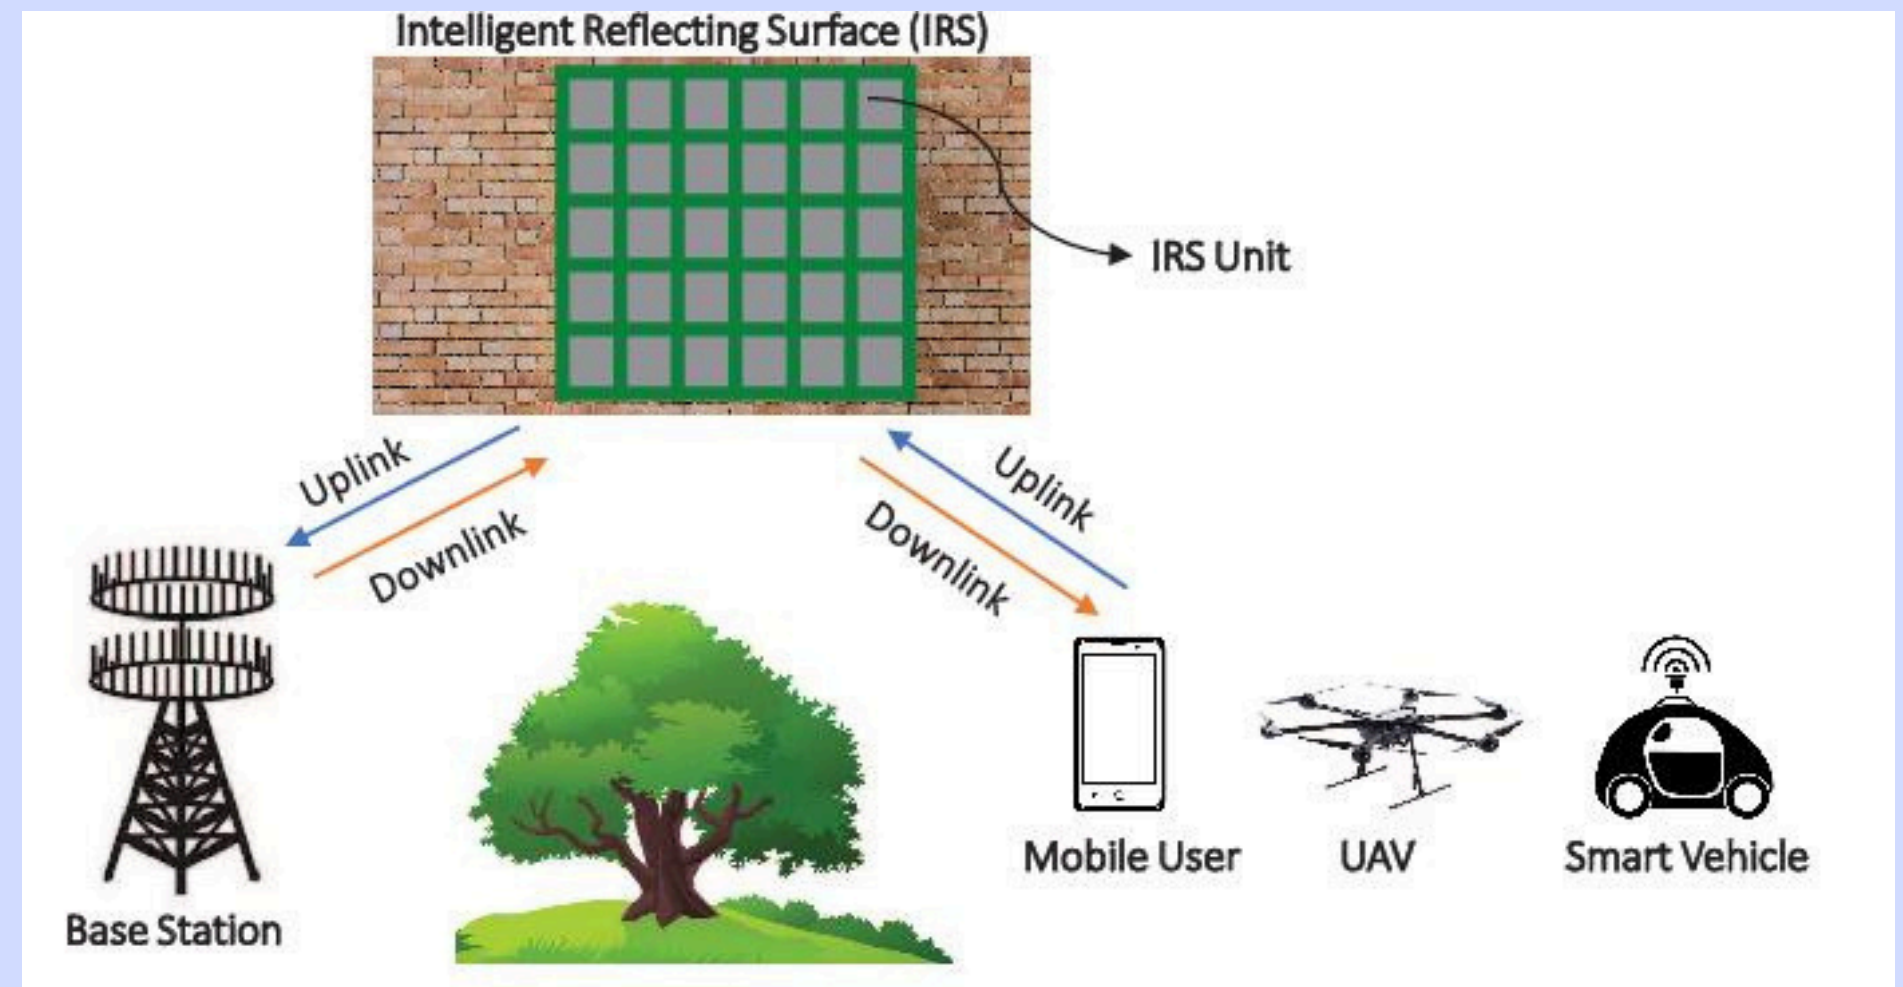 Intelligent Reflecting Surface (IRS)
IRS Unit
Uplink
Downlink
Uplink
Downlink
Mobile User
UAV
Smart Vehicle
Base Station